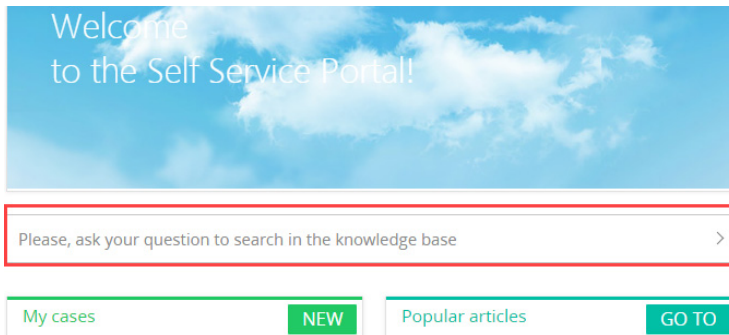 Welcome
to the Self Service Portal!
Please, ask your question to search in the knowledge base
My cases
NEW
Popular articles
GO TO